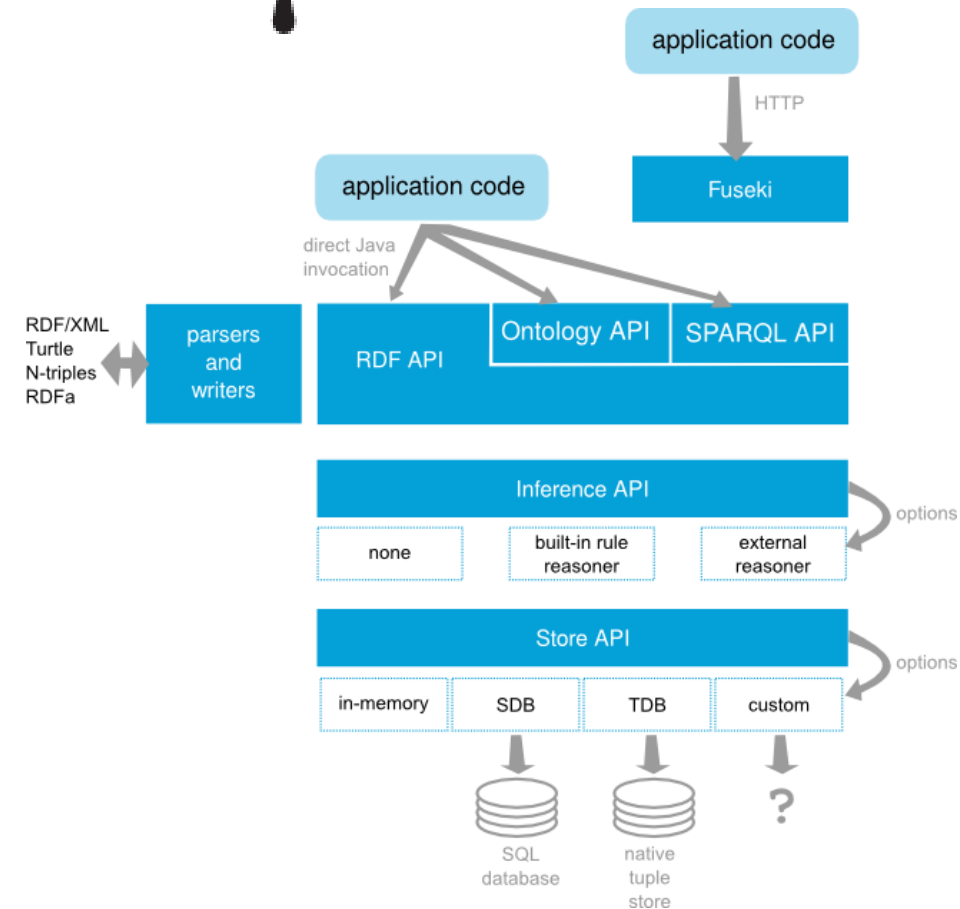 application code
HTTP
Fuseki
application code
direct Java
invocation
RDF/XML
Turtle
N-triples
RDFa
parsers
and
writers
RDF API
Ontology API
SPARQL API
Inference API
options
none
built-in rule
reasoner
external
reasoner
Store API
options
in-memory
SDB
TDB
custom
?
SQL
database
native
tuple
store